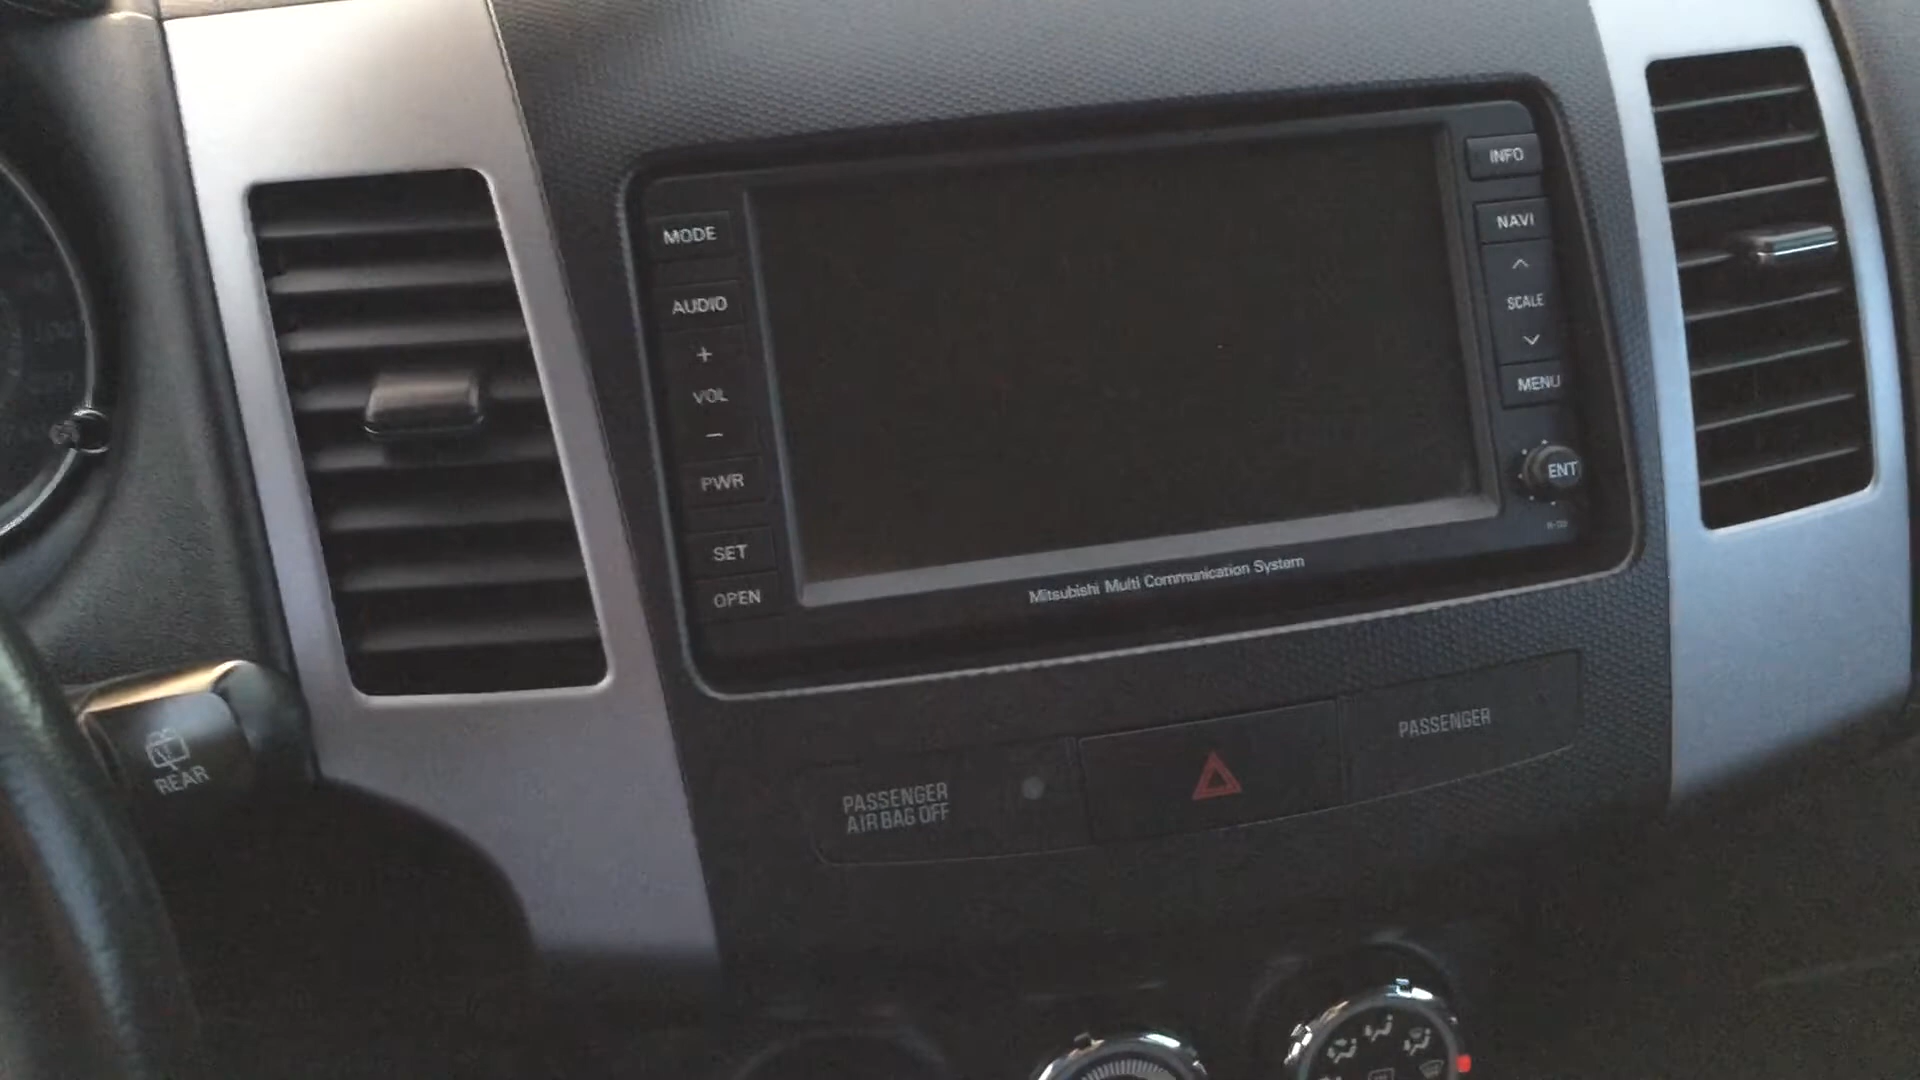 MODE
AUDIO
+
VOL
−
PWR
SET
OPEN
INFO
NAVI
SCALE
MENU
ENT
Mitsubishi Multi Communication System
PASSENGER
AIR BAG OFF
PASSENGER
REAR